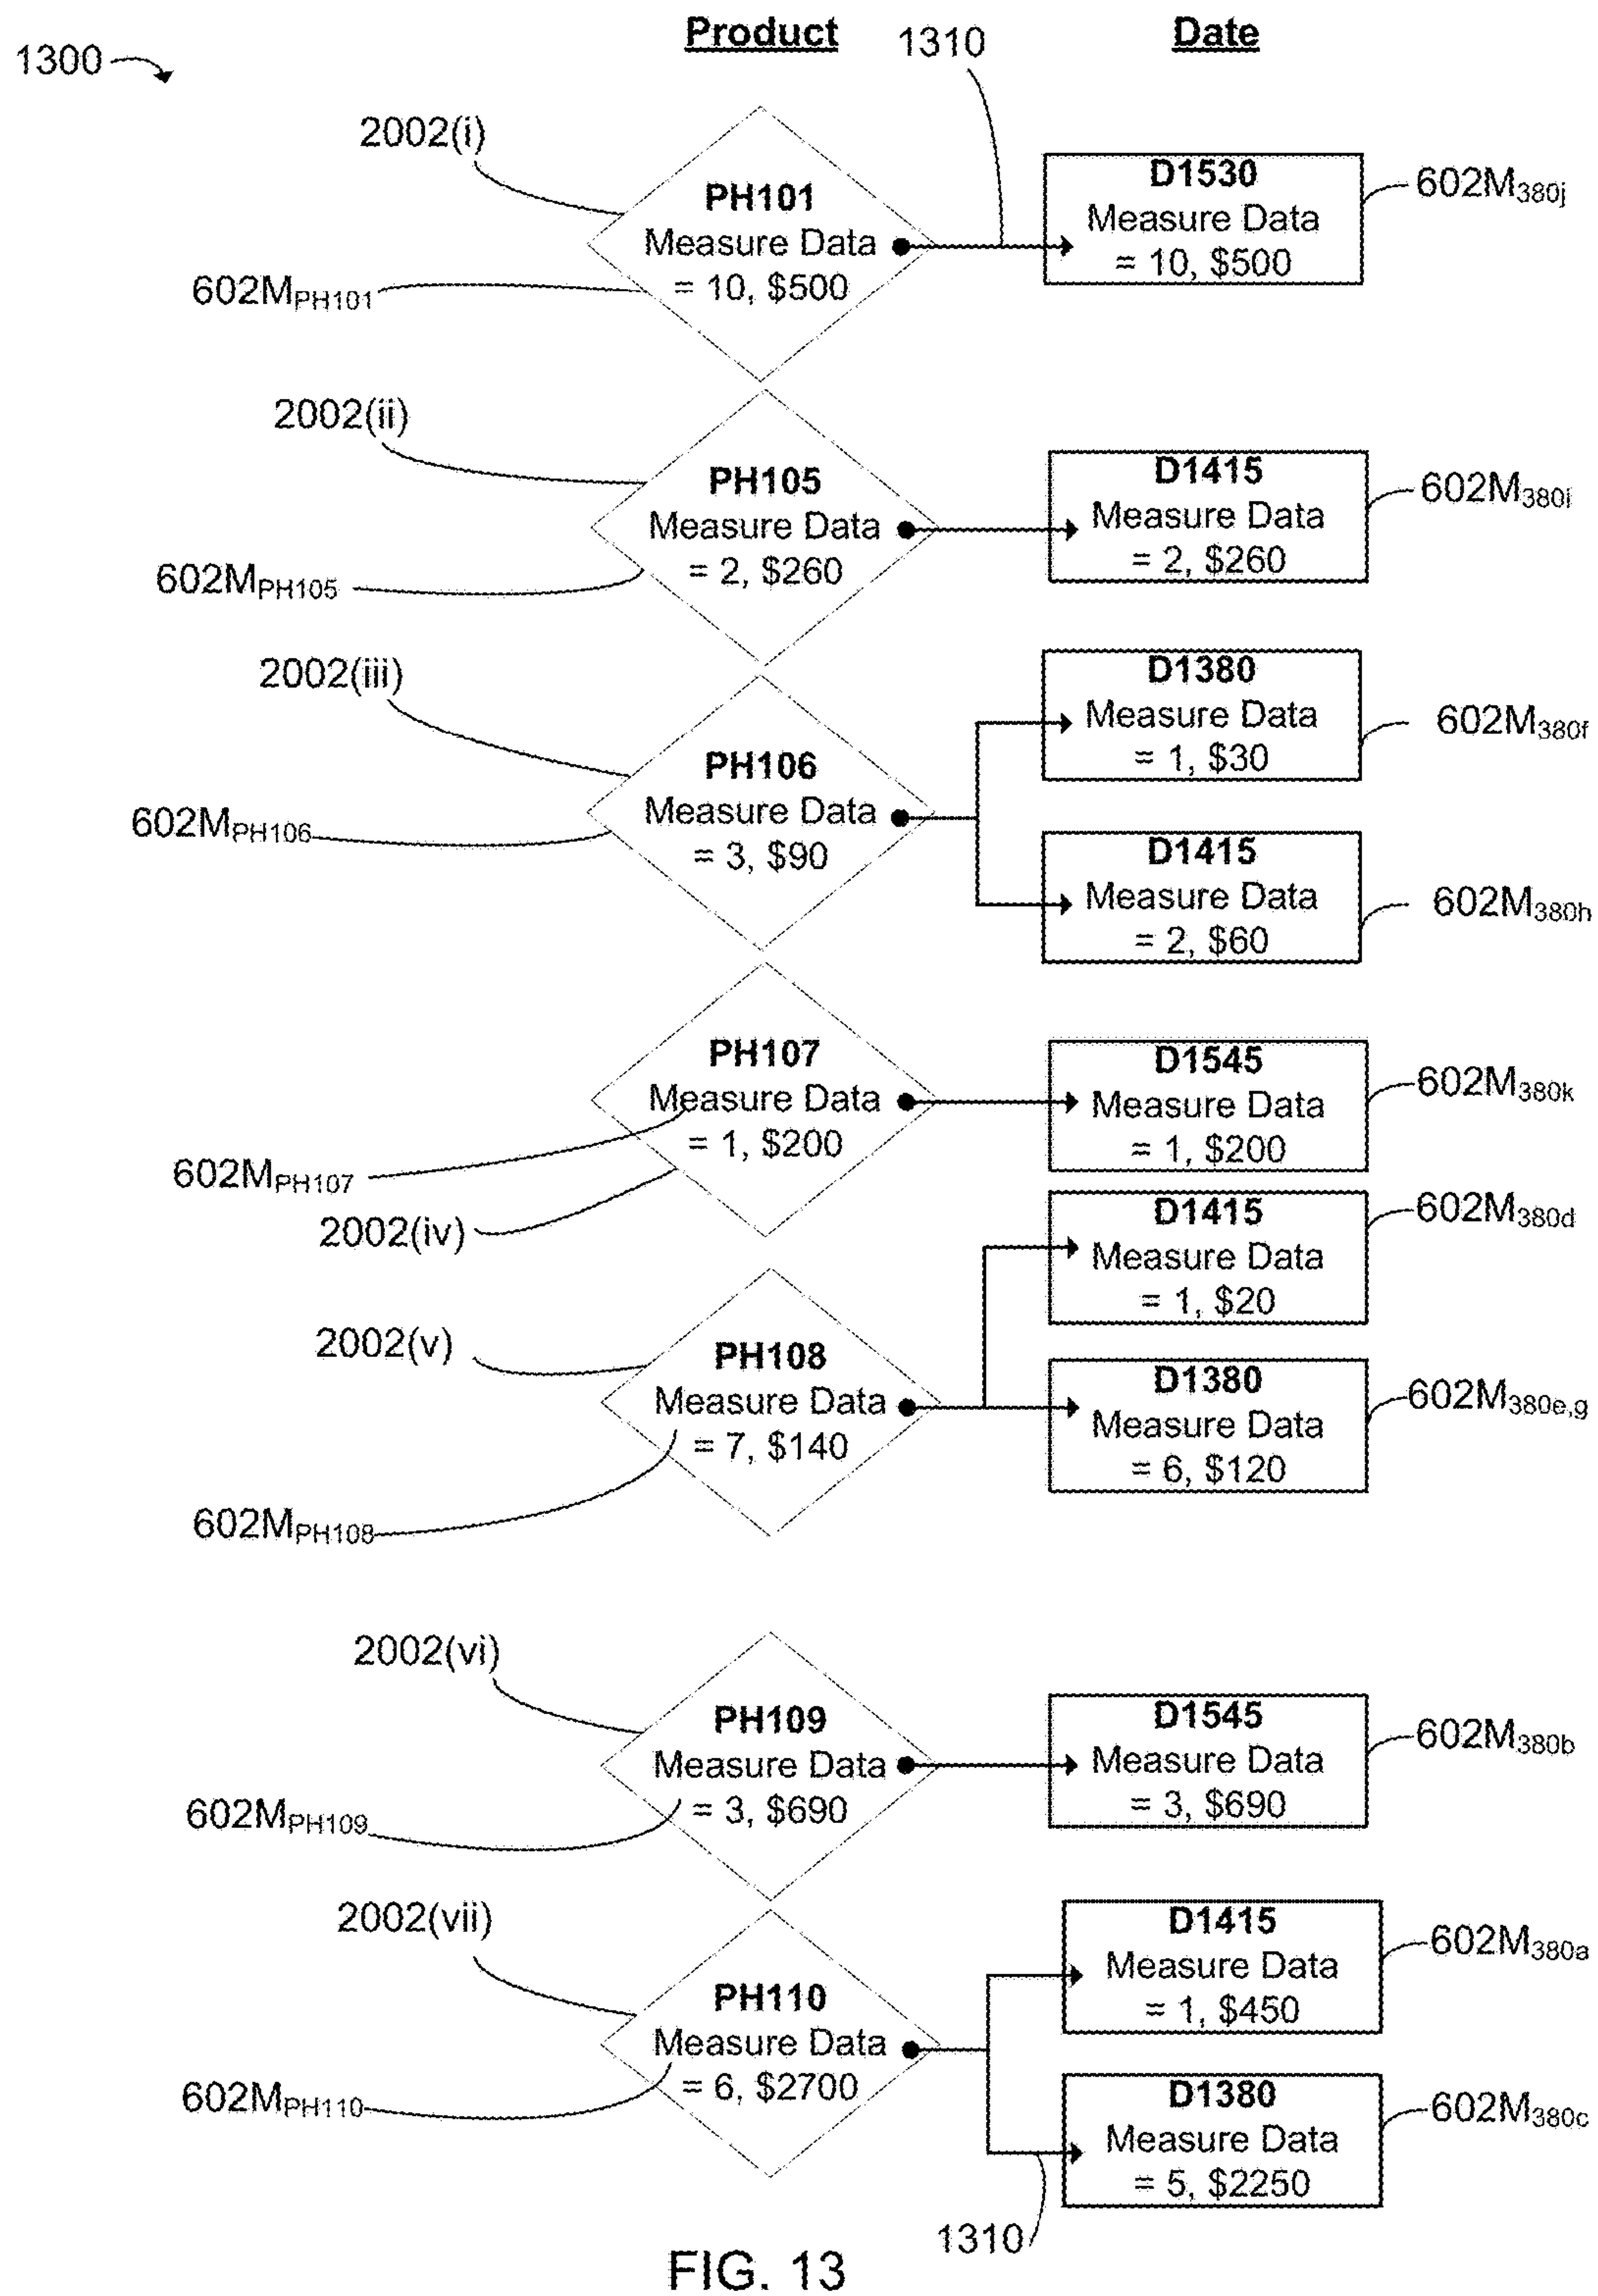 Product
Date
1300
1310
2002(i)
PH101
Measure Data
= 10, $500
D1530
Measure Data
= 10, $500
602M380j
602MPH101
2002(ii)
PH105
Measure Data
= 2, $260
D1415
Measure Data
= 2, $260
602M380i
602MPH105
2002(iii)
PH106
Measure Data
= 3, $90
D1380
Measure Data
= 1, $30
602M380f
602MPH106
D1415
Measure Data
= 2, $60
602M380h
PH107
Measure Data
= 1, $200
D1545
Measure Data
= 1, $200
602M380k
602MPH107
2002(iv)
D1415
Measure Data
= 1, $20
602M380d
2002(v)
PH108
Measure Data
= 7, $140
D1380
Measure Data
= 6, $120
602M380e,g
602MPH108
2002(vi)
PH109
Measure Data
= 3, $690
D1545
Measure Data
= 3, $690
602M380b
602MPH109
2002(vii)
PH110
Measure Data
= 6, $2700
D1415
Measure Data
= 1, $450
602M380a
602MPH110
D1380
Measure Data
= 5, $2250
602M380c
1310
FIG. 13